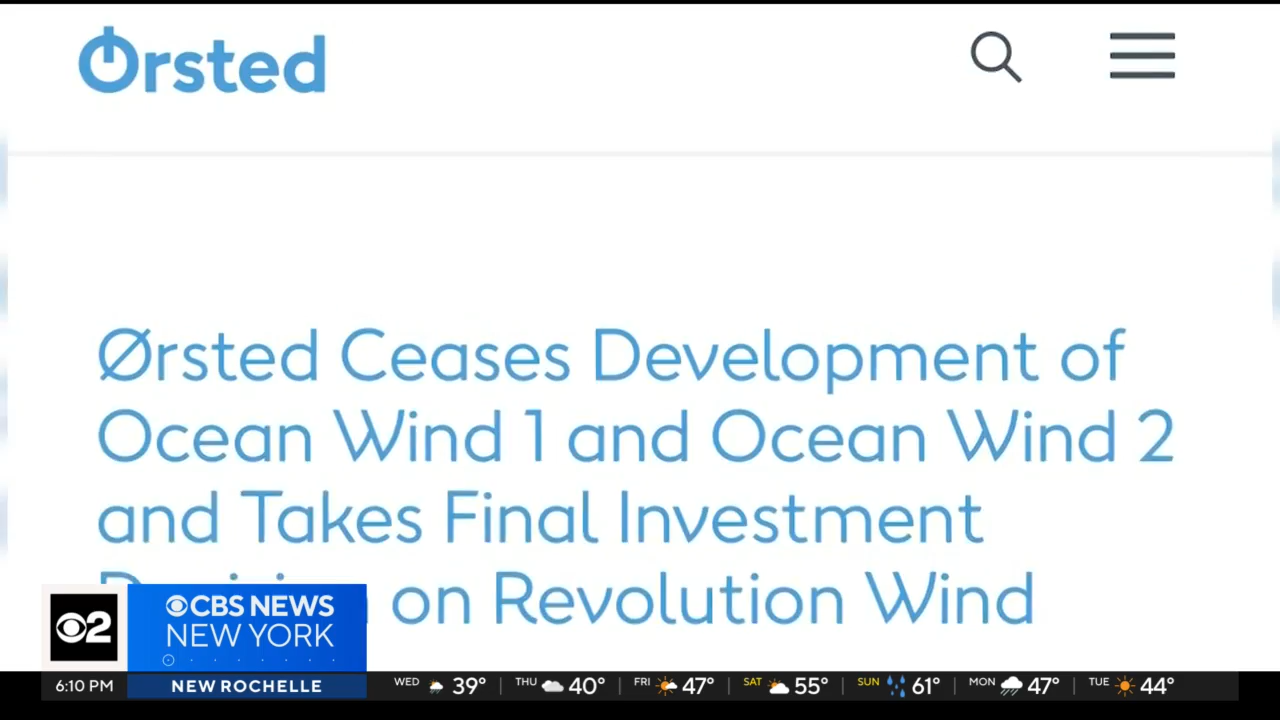 Ørsted
Ørsted Ceases Development of
Ocean Wind 1 and Ocean Wind 2
and Takes Final Investment
on Revolution Wind
2
CBS NEWS
NEW YORK
6:10 PM
NEW ROCHELLE
WED 39° THU 40° FRI 47° SAT 55° SUN 61° MON 47° TUE 44°